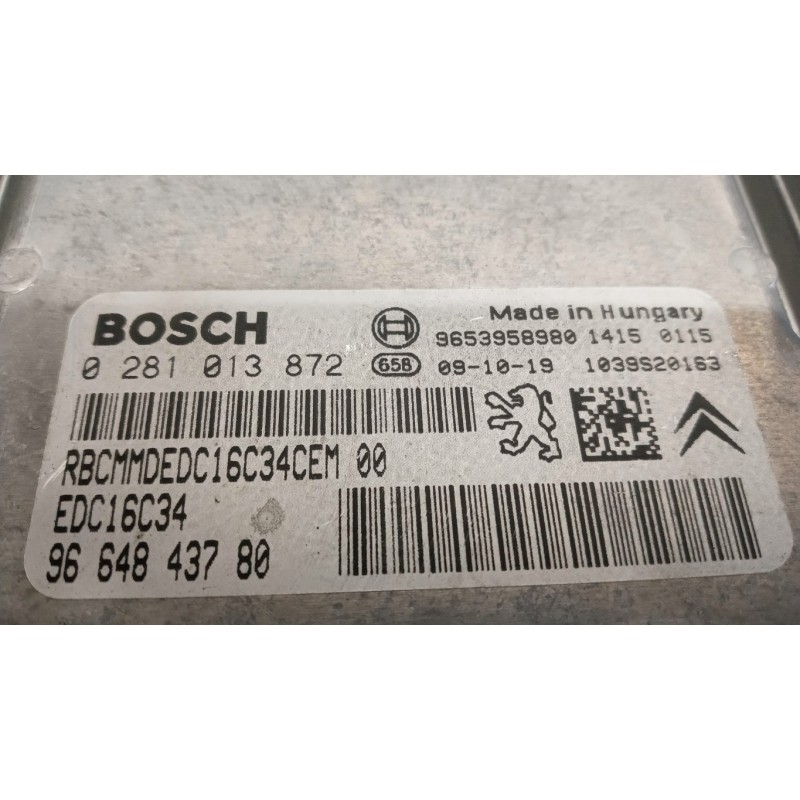 BOSCH
Made in Hungary
9653958980 1415 0115
0 281 013 872 658 09-10-19 1039S20163
RBCMMDEDC16C34CEM 00
EDC16C34
96 648 437 80